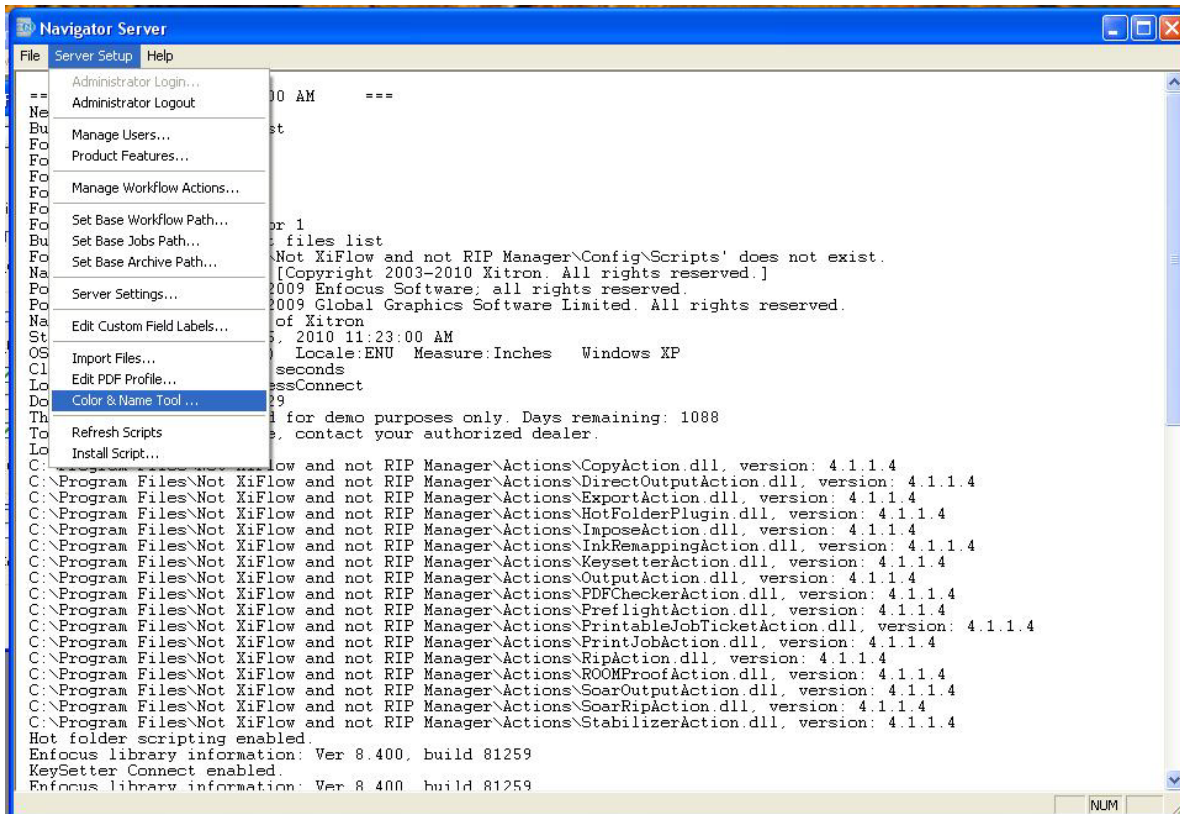 Navigator Server
File Server Setup Help
Administrator Login...
Administrator Logout
Manage Users...
Product Features...
Manage Workflow Actions...
Set Base Workflow Path...
Set Base Jobs Path...
Set Base Archive Path...
Server Settings...
Edit Custom Field Labels...
Import Files...
Edit PDF Profile...
Color & Name Tool ...
Refresh Scripts
Install Script...
== 00 AM ===
Ne
Bu st
Fo
Fo
Fo
Fo
Fo
Fo or 1
Bu files list
Fo \Not XiFlow and not RIP Manager\Config\Scripts' does not exist.
Na [Copyright 2003-2010 Xitron. All rights reserved.]
Po 2009 Enfocus Software; all rights reserved.
Po 2009 Global Graphics Software Limited. All rights reserved.
Na of Xitron
St 5, 2010 11:23:00 AM
OS ) Locale:ENU Measure:Inches Windows XP
Cl seconds
Lo essConnect
Do 29
Th d for demo purposes only. Days remaining: 1088
To e, contact your authorized dealer.
Lo
C:\Program Files\Not XiFlow and not RIP Manager\Actions\CopyAction.dll, version: 4.1.1.4
C:\Program Files\Not XiFlow and not RIP Manager\Actions\DirectOutputAction.dll, version: 4.1.1.4
C:\Program Files\Not XiFlow and not RIP Manager\Actions\ExportAction.dll, version: 4.1.1.4
C:\Program Files\Not XiFlow and not RIP Manager\Actions\HotFolderPlugin.dll, version: 4.1.1.4
C:\Program Files\Not XiFlow and not RIP Manager\Actions\ImposeAction.dll, version: 4.1.1.4
C:\Program Files\Not XiFlow and not RIP Manager\Actions\InkRemappingAction.dll, version: 4.1.1.4
C:\Program Files\Not XiFlow and not RIP Manager\Actions\KeysetterAction.dll, version: 4.1.1.4
C:\Program Files\Not XiFlow and not RIP Manager\Actions\OutputAction.dll, version: 4.1.1.4
C:\Program Files\Not XiFlow and not RIP Manager\Actions\PDFCheckerAction.dll, version: 4.1.1.4
C:\Program Files\Not XiFlow and not RIP Manager\Actions\PreflightAction.dll, version: 4.1.1.4
C:\Program Files\Not XiFlow and not RIP Manager\Actions\PrintableJobTicketAction.dll, version: 4.1.1.4
C:\Program Files\Not XiFlow and not RIP Manager\Actions\PrintJobAction.dll, version: 4.1.1.4
C:\Program Files\Not XiFlow and not RIP Manager\Actions\RipAction.dll, version: 4.1.1.4
C:\Program Files\Not XiFlow and not RIP Manager\Actions\ROOMProofAction.dll, version: 4.1.1.4
C:\Program Files\Not XiFlow and not RIP Manager\Actions\SoarOutputAction.dll, version: 4.1.1.4
C:\Program Files\Not XiFlow and not RIP Manager\Actions\SoarRipAction.dll, version: 4.1.1.4
C:\Program Files\Not XiFlow and not RIP Manager\Actions\StabilizerAction.dll, version: 4.1.1.4
Hot folder scripting enabled.
Enfocus library information: Ver 8.400, build 81259
KeySetter Connect enabled.
Enfocus library information: Ver 8.400, build 81259
NUM